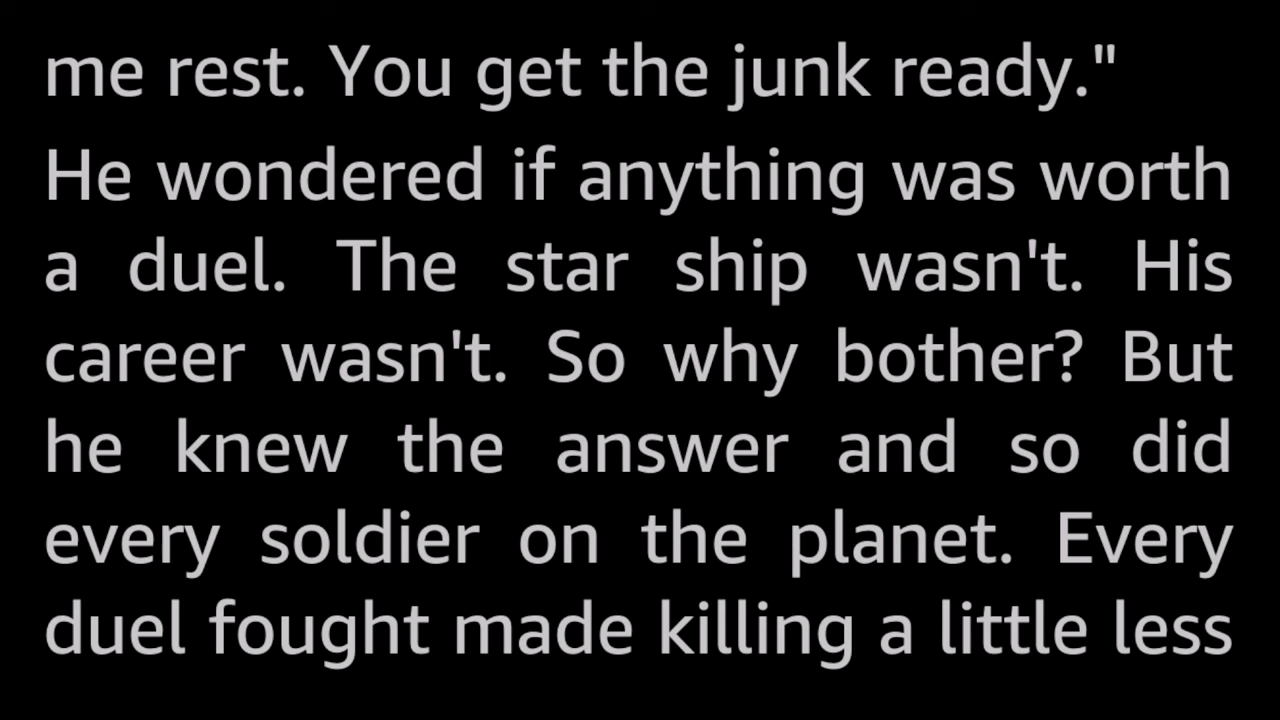 me rest. You get the junk ready."
He wondered if anything was worth
a duel. The star ship wasn't. His
career wasn't. So why bother? But
he knew the answer and so did
every soldier on the planet. Every
duel fought made killing a little less